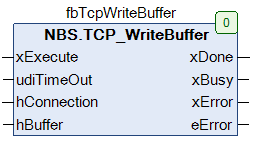 fbTcpWriteBuffer
0
NBS.TCP_WriteBuffer
xExecute xDone
udiTimeOut xBusy
hConnection xError
hBuffer eError